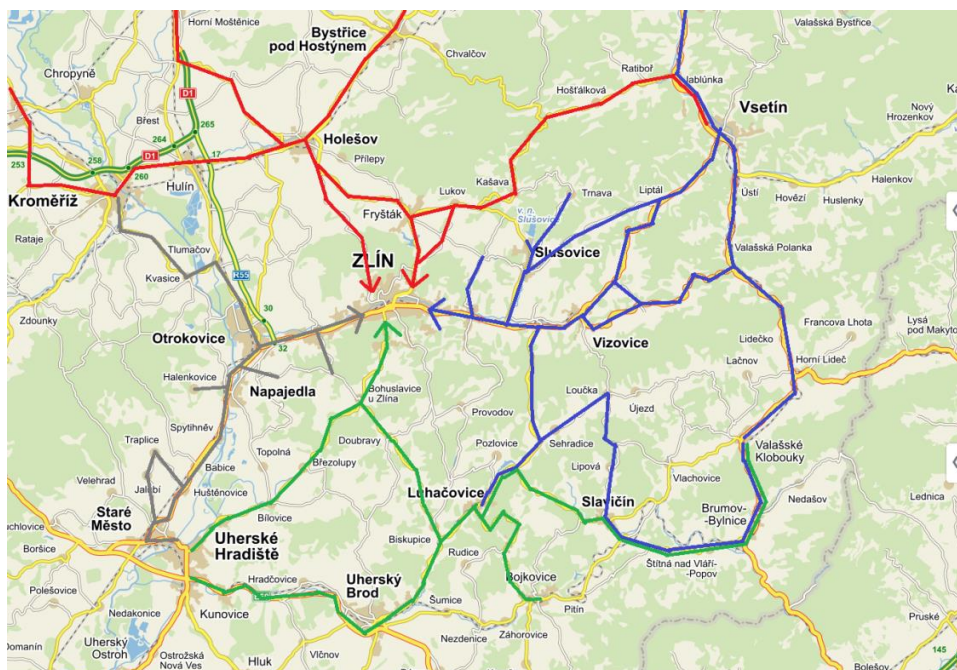 Horní Moštěnice
Bystřice
pod Hostýnem
Valašská Bystřice
Chvalčov
Chropyně
Ratiboř
Jablůnka
Hošťálková
D1
Břest
265
264
Vsetín
Nový
Hrozenkov
Holešov
17
253
258
D1
260
Přílepy
Hulín
Kašava
Lukov
Trnava
Liptál
Ústí
Halenkov
Hovězí
Huslenky
Kroměříž
Fryšták
v. n.
Slušovice
Rataje
Tlumačov
Slušovice
Valašská Polanka
ZLÍN
Kvasice
R55
Zdounky
30
Francova Lhota
Lysá
pod Makyto
Otrokovice
32
Vizovice
Lidečko
Lačnov
Horní Lideč
Halenkovice
Napajedla
Bohuslavice
u Zlína
Loučka
Újezd
Provodov
Spytihněv
Doubravy
Traplice
Topolná
Březolupy
Pozlovice
Sehradice
Valašské
Klobouky
Babice
Lipová
Velehrad
Jalubí
Huštěnovice
Luhačovice
Vlachovice
Nedašov
Lednica
Staré
Město
Slavičín
Brumov-
-Bylnice
uchlovice
Bílovice
Uherské
Hradiště
Boršice
Biskupice
Rudice
Štítná nad Vláří-
-Popov
Hradčovice
Uherský
Brod
Bojkovice
Polešovice
Šumice
Pitín
Nedakonice
Kunovice
Pruské
Nezdenice
Záhorovice
Domanín
Uherský
Ostroh
Ostrožská
Nová Ves
Hluk
Vlčnov
145
Bolešov